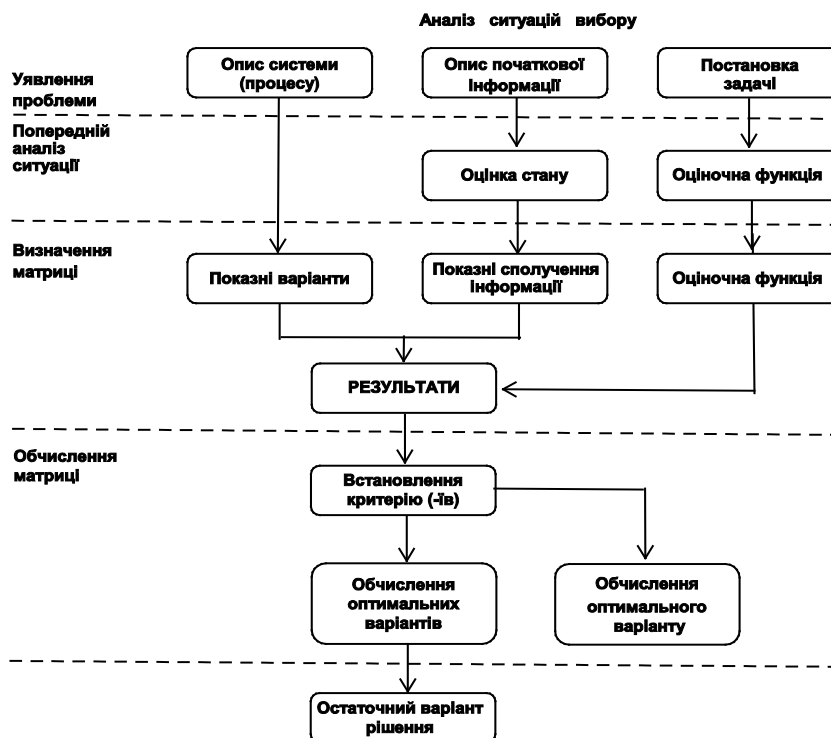 Аналіз ситуацій вибору
Уявлення
проблеми
Опис системи
(процесу)
Опис початкової
інформації
Постановка
задачі
Попередній
аналіз
ситуації
Оцінка стану
Оціночна функція
Визначення
матриці
Показні варіанти
Показні сполучення
інформації
Оціночна функція
РЕЗУЛЬТАТИ
Обчислення
матриці
Встановлення
критерію (-їв)
Обчислення
оптимальних
варіантів
Обчислення
оптимального
варіанту
Остаточний варіант
рішення